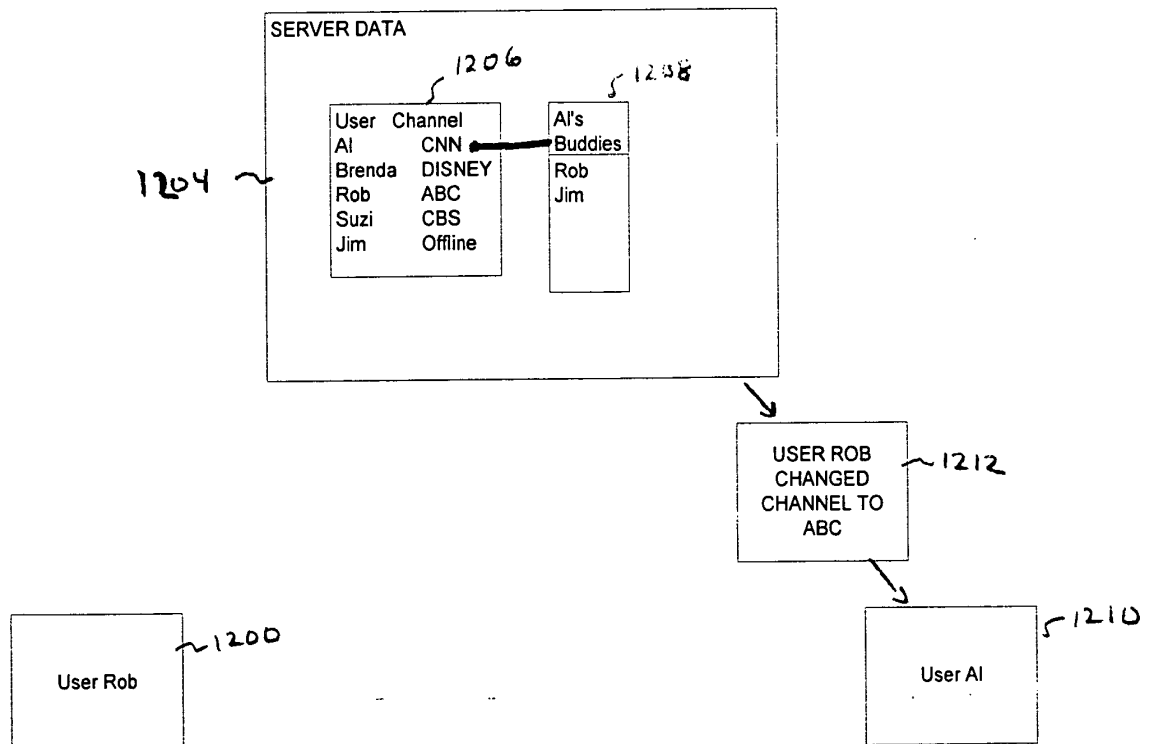 SERVER DATA
1206
1208
User Channel
Al CNN
Brenda DISNEY
Rob ABC
Suzi CBS
Jim Offline
Al's
Buddies
Rob
Jim
1204
USER ROB
CHANGED
CHANNEL TO
ABC
1212
User Rob
1200
User Al
1210